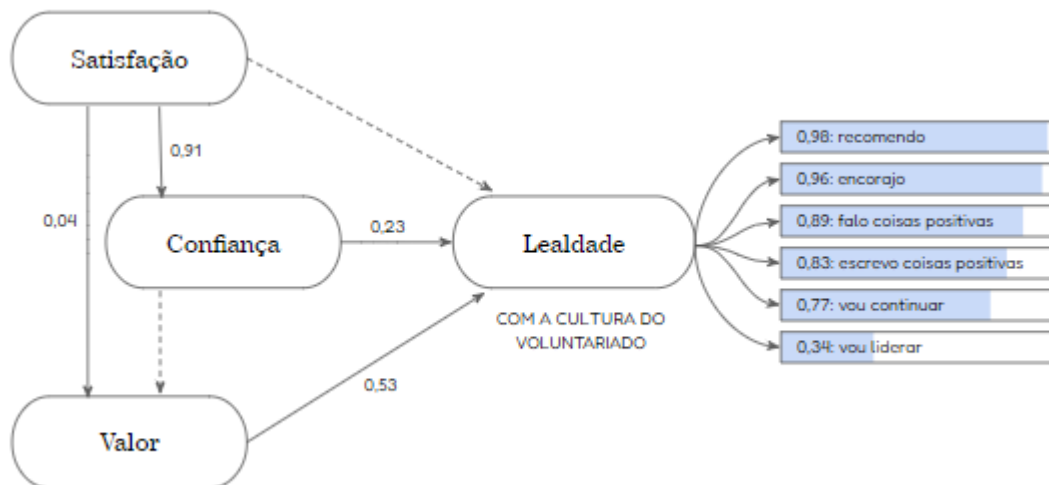 Satisfação
0,91
0,04
Confiança
0,23
Lealdade
COM A CULTURA DO
VOLUNTARIADO
0,53
Valor
0,98: recomendo
0,96: encorajo
0,89: falo coisas positivas
0,83: escrevo coisas positivas
0,77: vou continuar
0,34: vou liderar